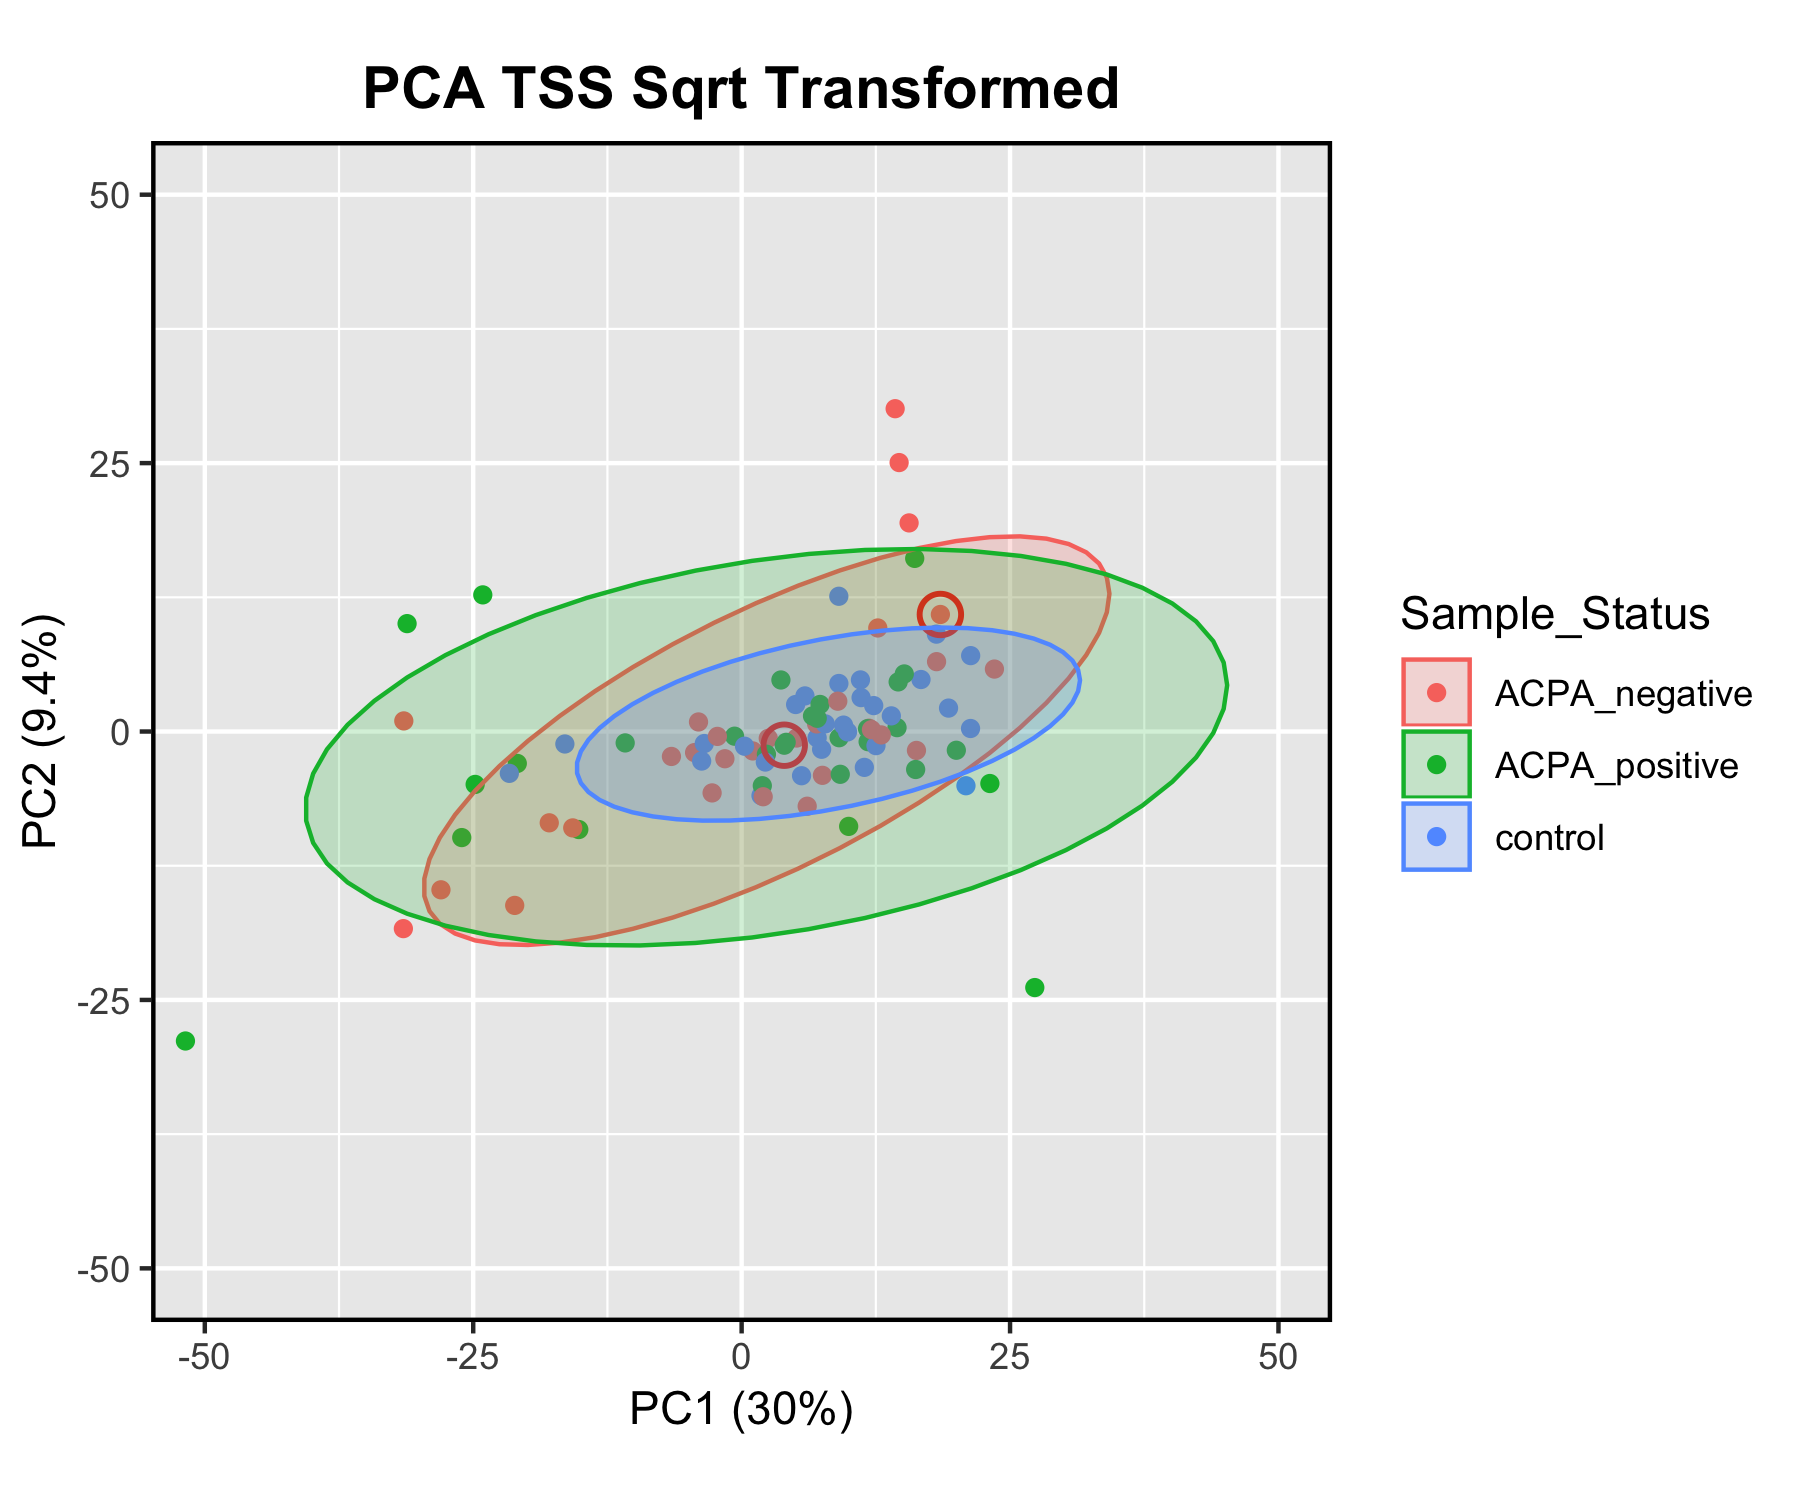 PCA TSS Sqrt Transformed
PC2 (9.4%)
50
25
0
-25
-50
-50
-25
0
25
50
PC1 (30%)
Sample_Status
ACPA_negative
ACPA_positive
control